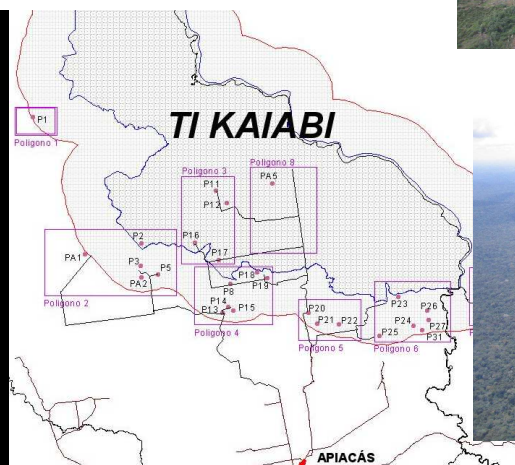 P1
Poligono 1
TI KAIABI
Poligono 3
Poligono 8
P11
PA5
P12
P2
P16
PA1
P3
P17
P5
PA2
P18
P19
P8
Poligono 2
P14
P13
P15
Poligono 4
P20
P21
P22
Poligono 5
P23
P26
P24
P27
P25
P31
Poligono 6
APIACÁS